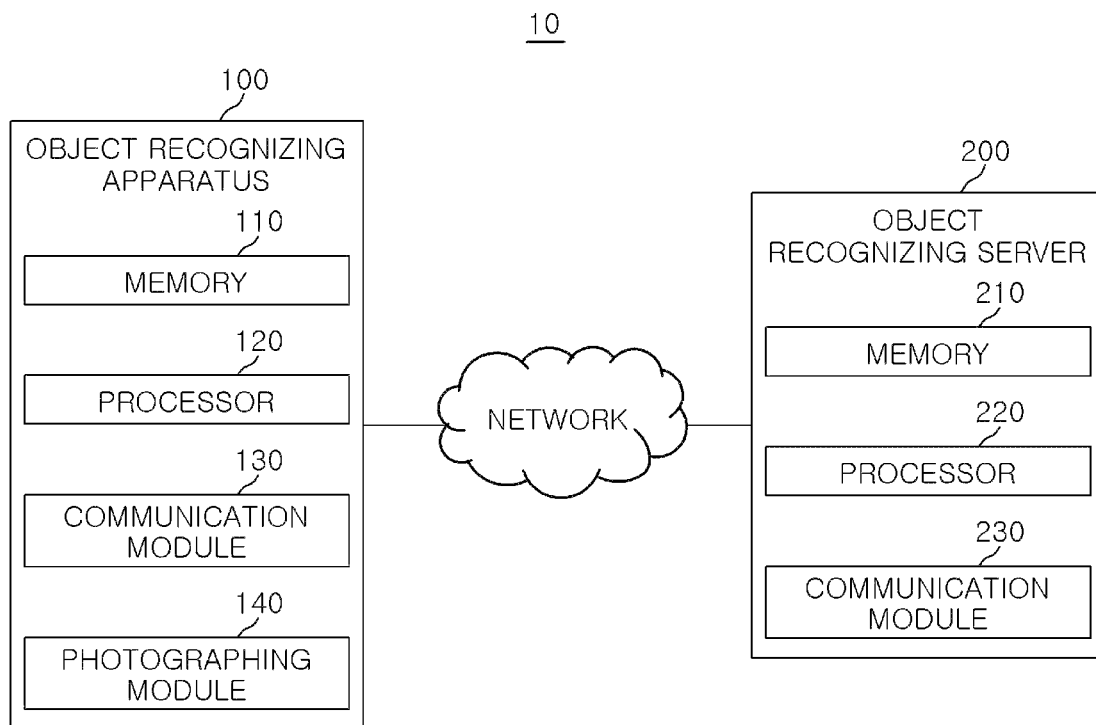 10
100
OBJECT RECOGNIZING
APPARATUS
110
MEMORY
120
PROCESSOR
130
COMMUNICATION
MODULE
140
PHOTOGRAPHING
MODULE
NETWORK
200
OBJECT
RECOGNIZING SERVER
210
MEMORY
220
PROCESSOR
230
COMMUNICATION
MODULE